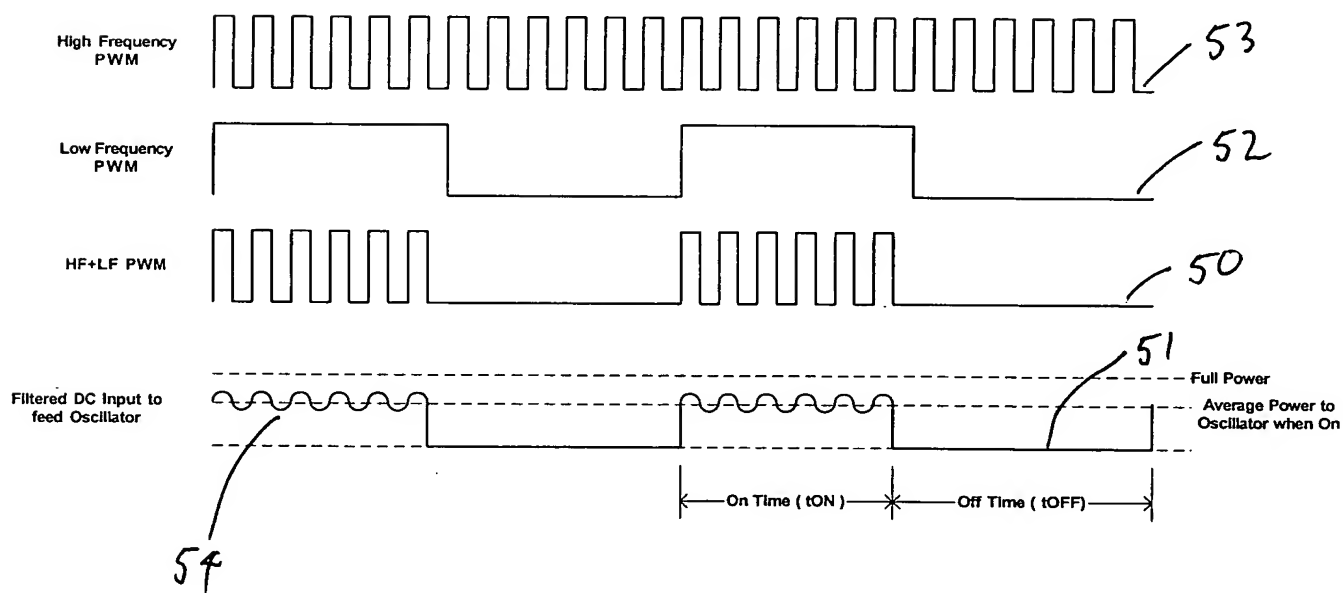 High Frequency
PWM
53
Low Frequency
PWM
52
HF+LF PWM
50
51
Full Power
Filtered DC Input to
feed Oscillator
Average Power to
Oscillator when On
On Time ( tON )
Off Time ( tOFF)
54